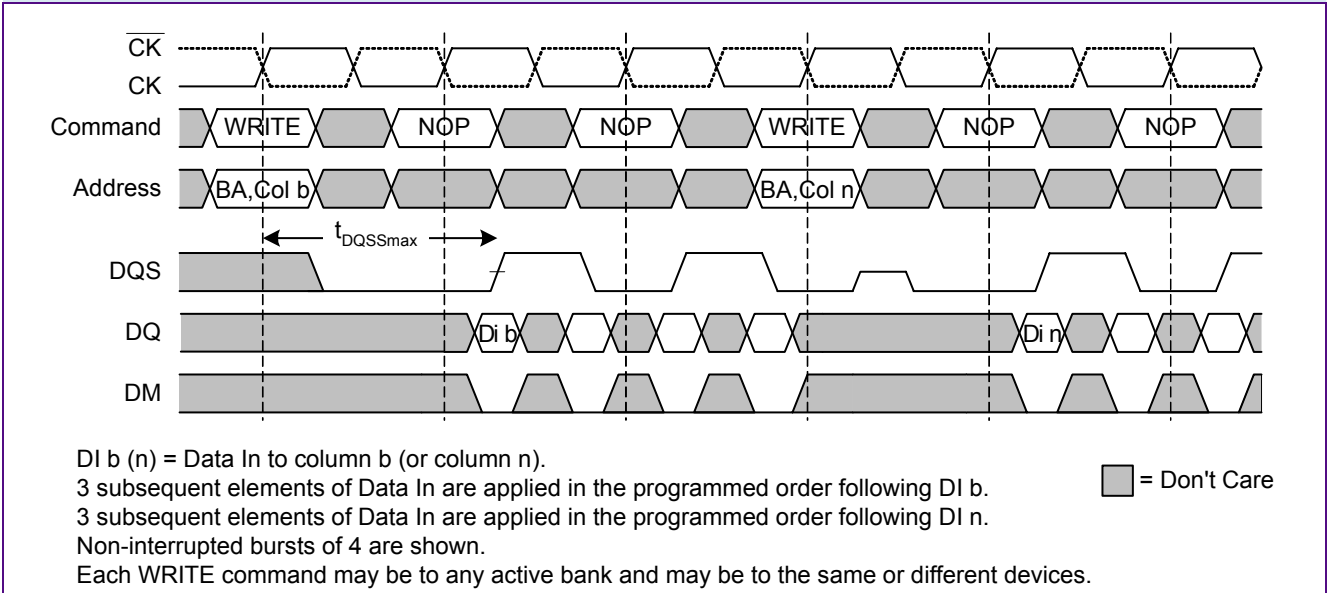 CK
CK
Command WRITE NOP NOP WRITE NOP NOP
Address BA,Col b BA,Col n
tDQSSmax
DQS
DQ Di b Di n
DM
DI b (n) = Data In to column b (or column n).
3 subsequent elements of Data In are applied in the programmed order following DI b.
3 subsequent elements of Data In are applied in the programmed order following DI n.
Non-interrupted bursts of 4 are shown.
Each WRITE command may be to any active bank and may be to the same or different devices.
= Don't Care